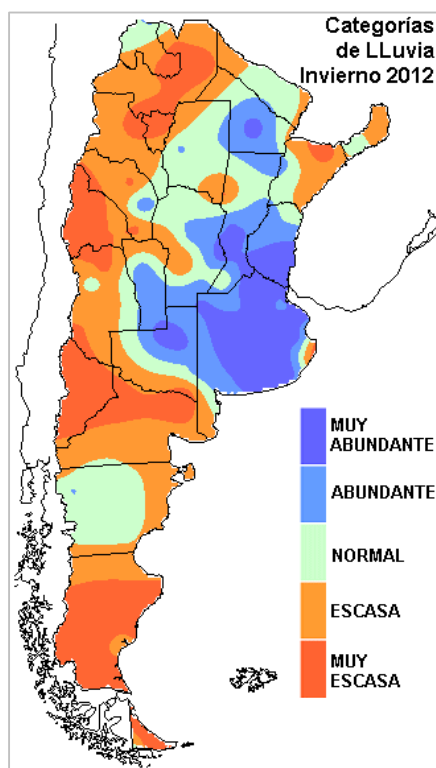 Categorías
de LLuvia
Invierno 2012
MUY
ABUNDANTE
ABUNDANTE
NORMAL
ESCASA
MUY
ESCASA